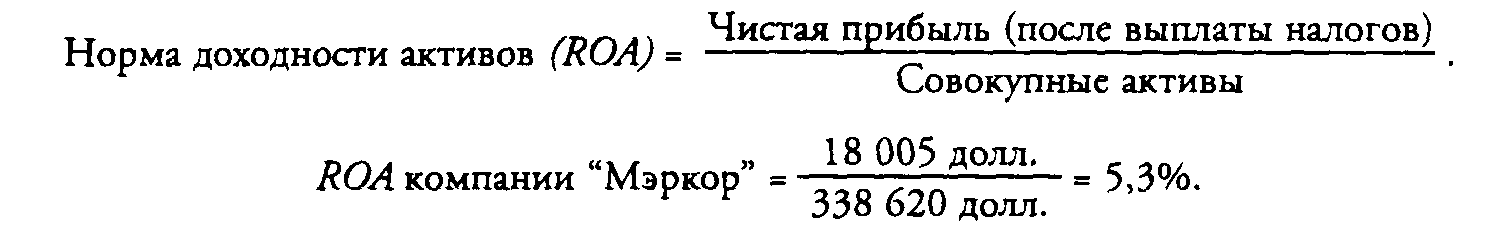 Норма доходности активов (ROA) = Чистая прибыль (после выплаты налогов) / Совокупные активы .
ROA компании “Мэркор” = 18 005 долл. / 338 620 долл. = 5,3%.